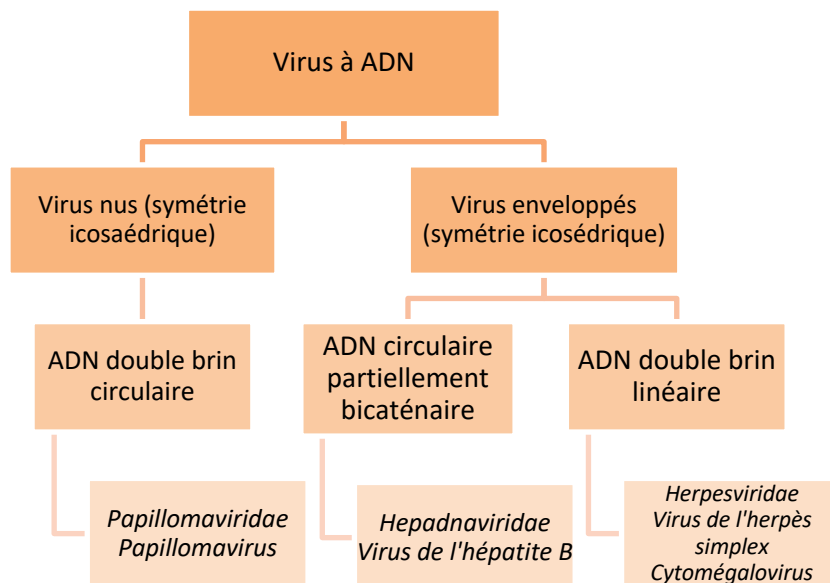 Virus à ADN
Virus nus (symétrie
icosaédrique)
Virus enveloppés
(symétrie icosédrique)
ADN double brin
circulaire
ADN circulaire
partiellement
bicaténaire
ADN double brin
linéaire
Papillomaviridae
Papillomavirus
Hepadnaviridae
Virus de l'hépatite B
Herpesviridae
Virus de l'herpès
simplex
Cytomégalovirus